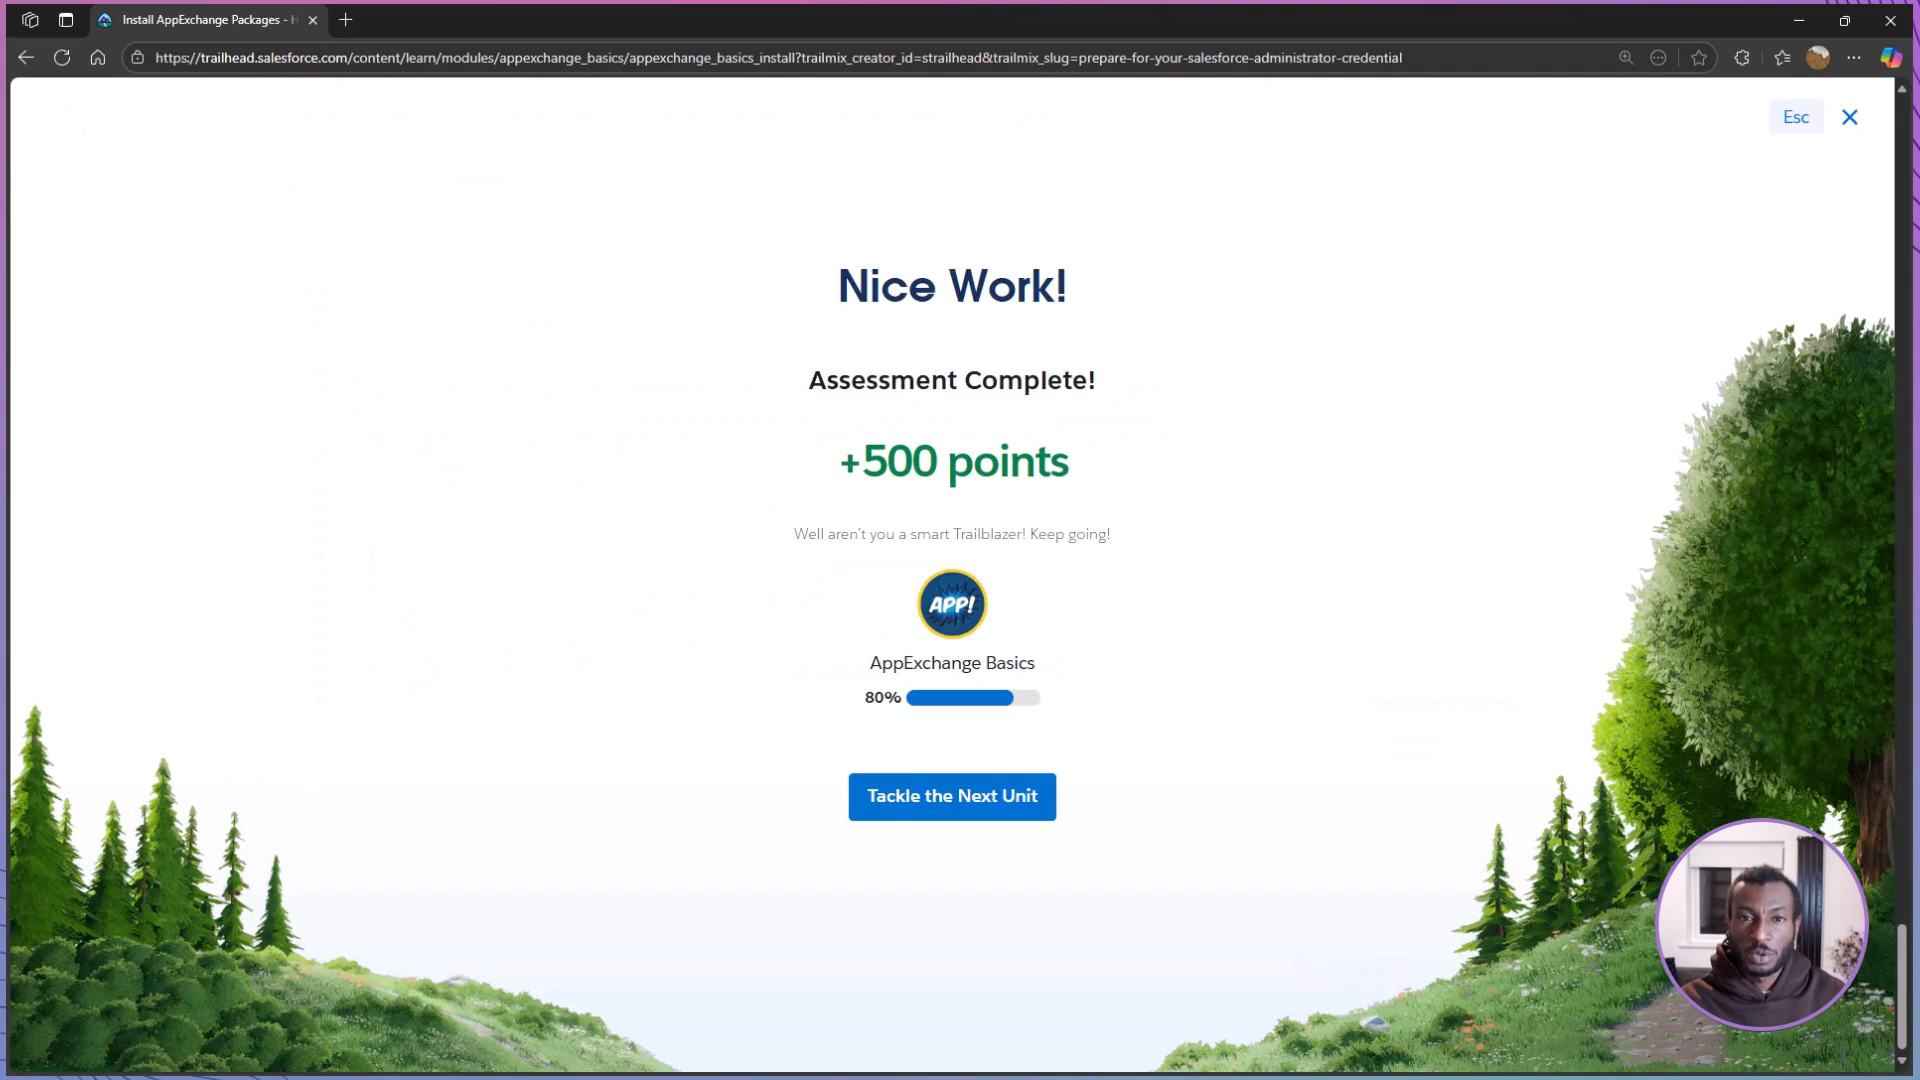 Install AppExchange Packages - H
https://trailhead.salesforce.com/content/learn/modules/appexchange_basics/appexchange_basics_install?trailmix_creator_id=strailhead&trailmix_slug=prepare-for-your-salesforce-administrator-credential
Esc
Nice Work!
Assessment Complete!
+500 points
Well aren't you a smart Trailblazer! Keep going!
APP!
AppExchange Basics
80%
Tackle the Next Unit